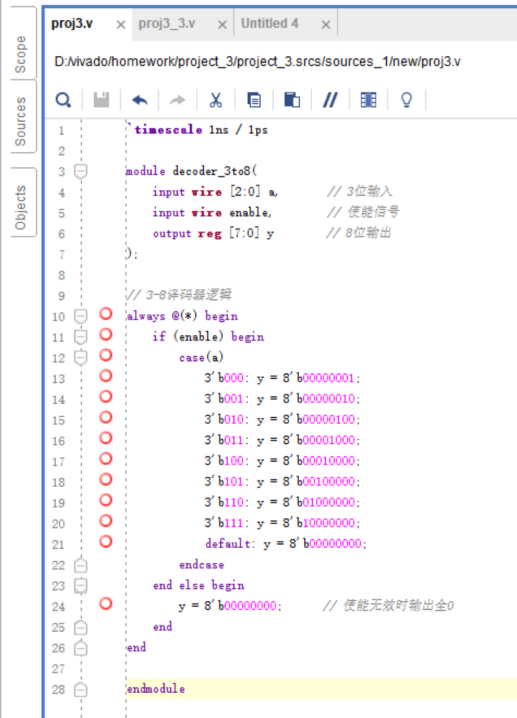 proj3.v × proj3_3.v × Untitled 4 ×
Scope
Sources
Objects
D:/vivado/homework/project_3/project_3.srcs/sources_1/new/proj3.v
1 `timescale 1ns / 1ps
2
3 module decoder_3to8(
4 input wire [2:0] a, // 3位输入
5 input wire enable, // 使能信号
6 output reg [7:0] y // 8位输出
7 );
8
9 // 3-8译码器逻辑
10 always @(*) begin
11 if (enable) begin
12 case(a)
13 3'b000: y = 8'b00000001;
14 3'b001: y = 8'b00000010;
15 3'b010: y = 8'b00000100;
16 3'b011: y = 8'b00001000;
17 3'b100: y = 8'b00010000;
18 3'b101: y = 8'b00100000;
19 3'b110: y = 8'b01000000;
20 3'b111: y = 8'b10000000;
21 default: y = 8'b00000000;
22 endcase
23 end else begin
24 y = 8'b00000000; // 使能无效时输出全0
25 end
26 end
27
28 endmodule